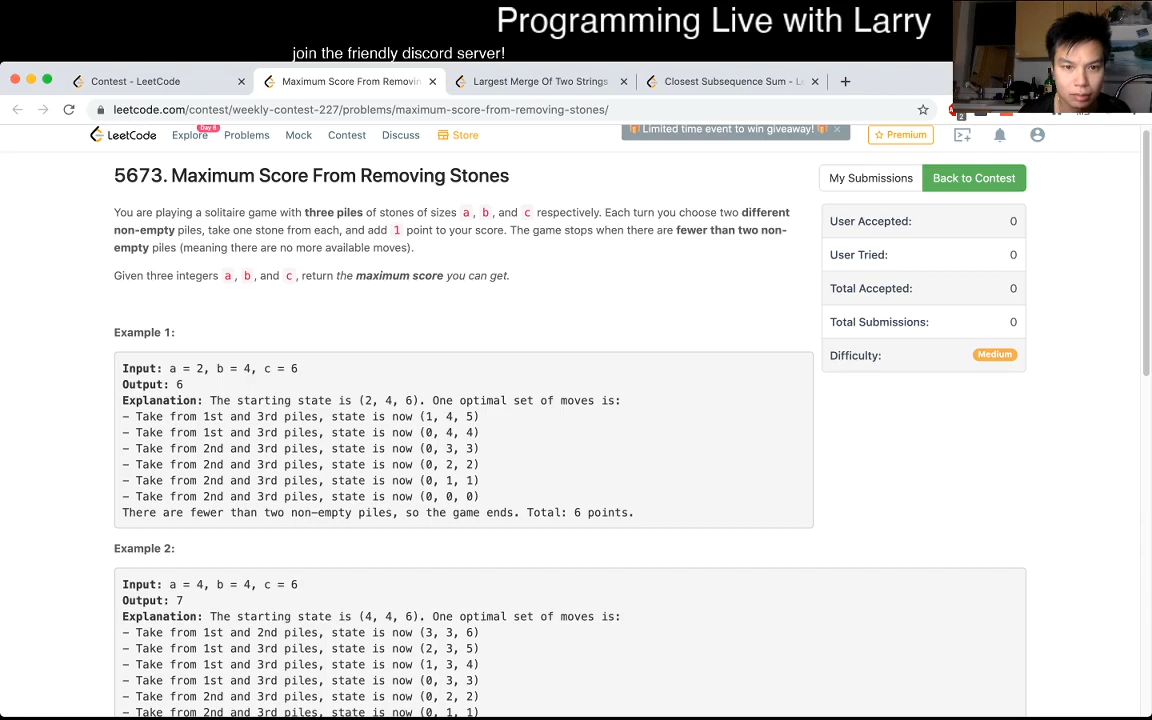 Programming Live with Larry
join the friendly discord server!
Contest - LeetCode
Maximum Score From Removin
Largest Merge Of Two Strings
Closest Subsequence Sum - Le
leetcode.com/contest/weekly-contest-227/problems/maximum-score-from-removing-stones/
2
LeetCode
Explore
Day 6
Problems
Mock
Contest
Discuss
Store
Limited time event to win giveaway!
Premium
5673. Maximum Score From Removing Stones
My Submissions
Back to Contest
You are playing a solitaire game with three piles of stones of sizes a, b, and c respectively. Each turn you choose two different
non-empty piles, take one stone from each, and add 1 point to your score. The game stops when there are fewer than two non-
empty piles (meaning there are no more available moves).
Given three integers a, b, and c, return the maximum score you can get.
User Accepted: 0
User Tried: 0
Total Accepted: 0
Total Submissions: 0
Difficulty: Medium
Example 1:
Input: a = 2, b = 4, c = 6
Output: 6
Explanation: The starting state is (2, 4, 6). One optimal set of moves is:
- Take from 1st and 3rd piles, state is now (1, 4, 5)
- Take from 1st and 3rd piles, state is now (0, 4, 4)
- Take from 2nd and 3rd piles, state is now (0, 3, 3)
- Take from 2nd and 3rd piles, state is now (0, 2, 2)
- Take from 2nd and 3rd piles, state is now (0, 1, 1)
- Take from 2nd and 3rd piles, state is now (0, 0, 0)
There are fewer than two non-empty piles, so the game ends. Total: 6 points.
Example 2:
Input: a = 4, b = 4, c = 6
Output: 7
Explanation: The starting state is (4, 4, 6). One optimal set of moves is:
- Take from 1st and 2nd piles, state is now (3, 3, 6)
- Take from 1st and 3rd piles, state is now (2, 3, 5)
- Take from 1st and 3rd piles, state is now (1, 3, 4)
- Take from 1st and 3rd piles, state is now (0, 3, 3)
- Take from 2nd and 3rd piles, state is now (0, 2, 2)
- Take from 2nd and 3rd piles, state is now (0, 1, 1)